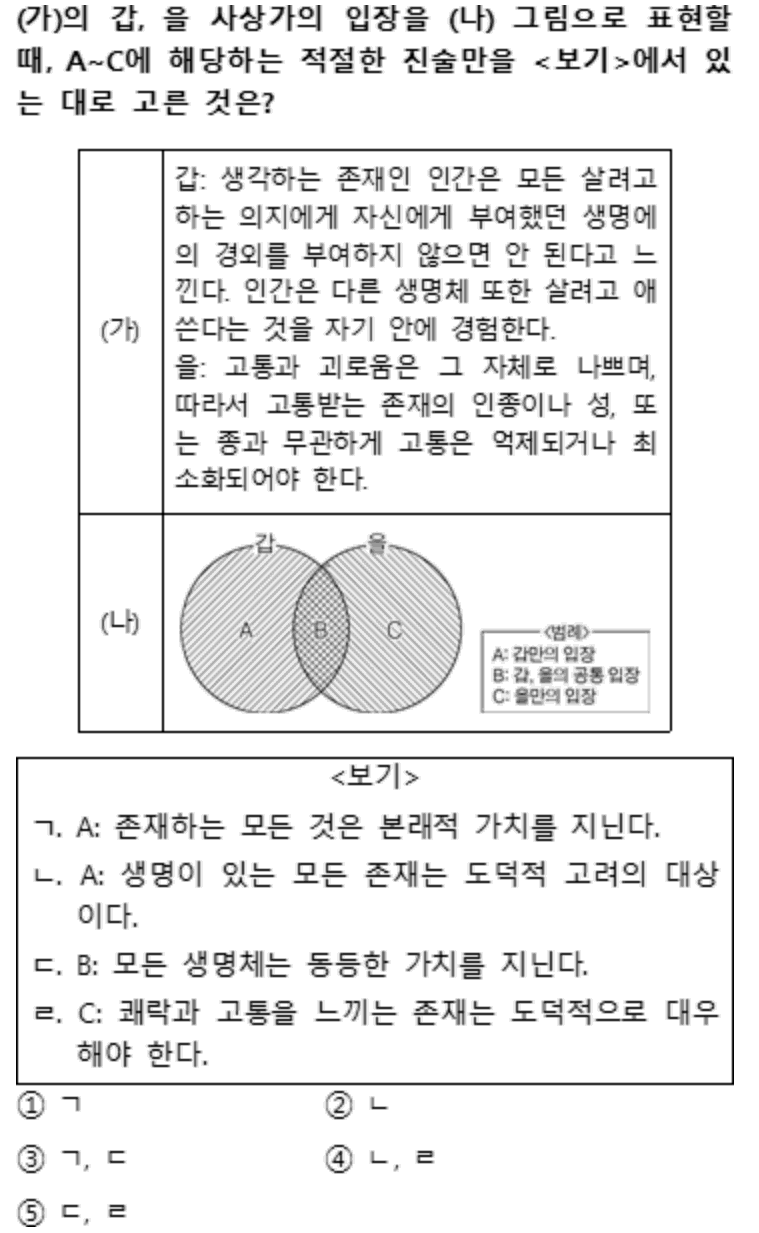 (가)의 갑, 을 사상가의 입장을 (나) 그림으로 표현할
때, A~C에 해당하는 적절한 진술만을 <보기>에서 있
는 대로 고른 것은?
(가)
갑: 생각하는 존재인 인간은 모든 살려고
하는 의지에게 자신에게 부여했던 생명에
의 경외를 부여하지 않으면 안 된다고 느
낀다. 인간은 다른 생명체 또한 살려고 애
쓴다는 것을 자기 안에 경험한다.
을: 고통과 괴로움은 그 자체로 나쁘며,
따라서 고통받는 존재의 인종이나 성, 또
는 종과 무관하게 고통은 억제되거나 최
소화되어야 한다.
(나)
갑 을
A B C
<범례>
A: 갑만의 입장
B: 갑, 을의 공통 입장
C: 을만의 입장
<보기>
ㄱ. A: 존재하는 모든 것은 본래적 가치를 지닌다.
ㄴ. A: 생명이 있는 모든 존재는 도덕적 고려의 대상
이다.
ㄷ. B: 모든 생명체는 동등한 가치를 지닌다.
ㄹ. C: 쾌락과 고통을 느끼는 존재는 도덕적으로 대우
해야 한다.
① ㄱ ② ㄴ
③ ㄱ, ㄷ ④ ㄴ, ㄹ
⑤ ㄷ, ㄹ